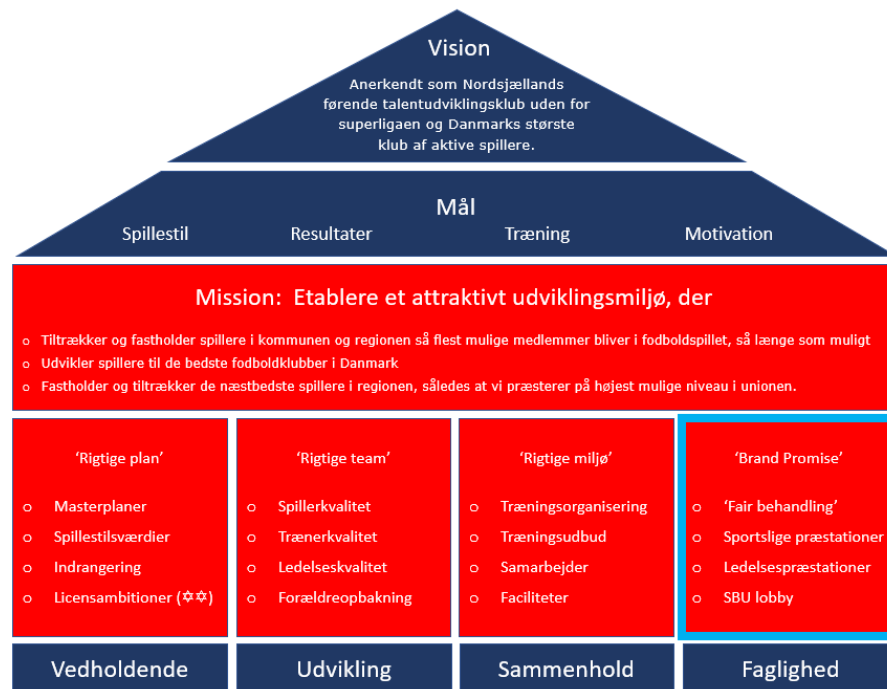 Vision
Anerkendt som Nordsjællands
førende talentudviklingsklub uden for
superligaen og Danmarks største
klub af aktive spillere.
Mål
Spillestil Resultater Træning Motivation
Mission: Etablere et attraktivt udviklingsmiljø, der
o Tiltrækker og fastholder spillere i kommunen og regionen så flest mulige medlemmer bliver i fodboldspillet, så længe som muligt
o Udvikler spillere til de bedste fodboldklubber i Danmark
o Fastholder og tiltrækker de næstbedste spillere i regionen, således at vi præsterer på højest mulige niveau i unionen.
‘Rigtige plan’
o Masterplaner
o Spillestilsværdier
o Indrangering
o Licensambitioner (✡✡)
‘Rigtige team’
o Spillerkvalitet
o Trænerkvalitet
o Ledelseskvalitet
o Forældreopbakning
‘Rigtige miljø’
o Træningsorganisering
o Træningsudbud
o Samarbejder
o Faciliteter
‘Brand Promise’
o ‘Fair behandling’
o Sportslige præstationer
o Ledelsespræstationer
o SBU lobby
Vedholdende Udvikling Sammenhold Faglighed